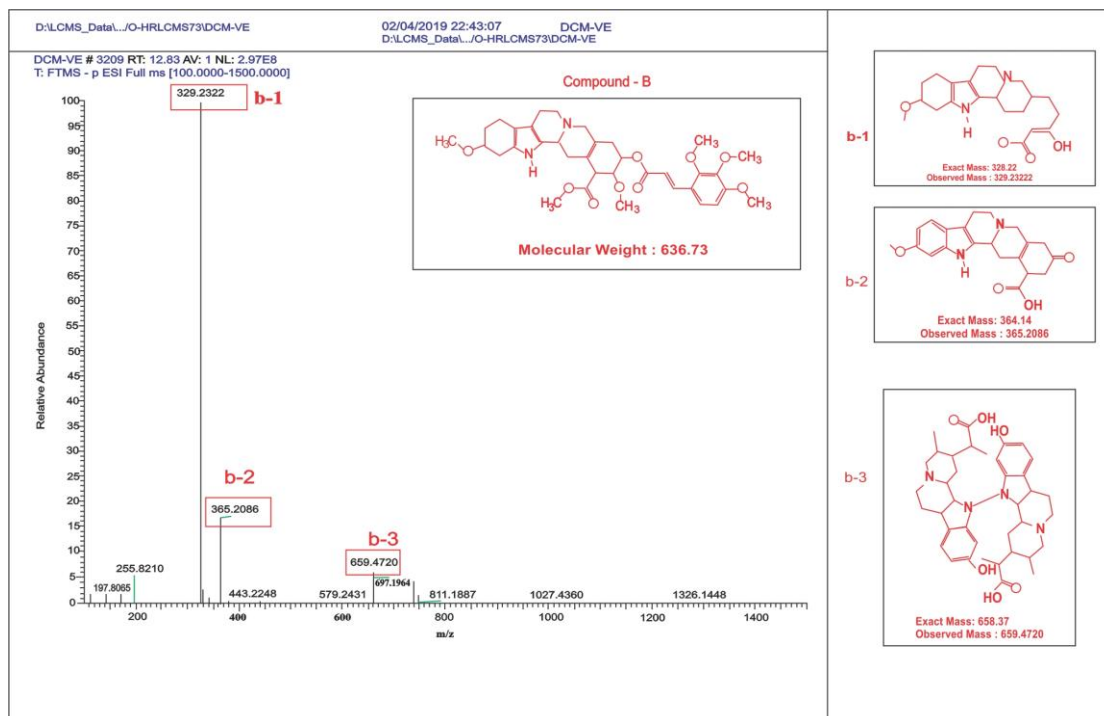 D:\LCMS_Data\.../O-HRLCMS73\DCM-VE
02/04/2019 22:43:07
DCM-VE
D:\LCMS_Data\.../O-HRLCMS73\DCM-VE
DCM-VE # 3209 RT: 12.83 AV: 1 NL: 2.97E8
T: FTMS - p ESI Full ms [100.0000-1500.0000]
329.2322
b-1
Compound - B
H₃C
O
N
N
H
O
O
O
H₃C
O
O
O
CH₃
O
CH₃
O
CH₃
O
CH₃
Molecular Weight : 636.73
100
95
90
85
80
75
70
65
60
55
50
45
40
35
30
25
20
15
10
5
0
Relative Abundance
b-2
365.2086
b-3
659.4720
255.8210
197.8065
443.2248
579.2431
697.1964
811.1887
1027.4360
1326.1448
200
400
600
800
1000
1200
1400
m/z
b-1
N
N
H
O
O
OH
Exact Mass: 328.22
Observed Mass : 329.23222
b-2
N
N
H
O
O
O
OH
Exact Mass: 364.14
Observed Mass : 365.2086
b-3
O
OH
HO
N
N
N
N
OH
O
HO
Exact Mass: 658.37
Observed Mass : 659.4720